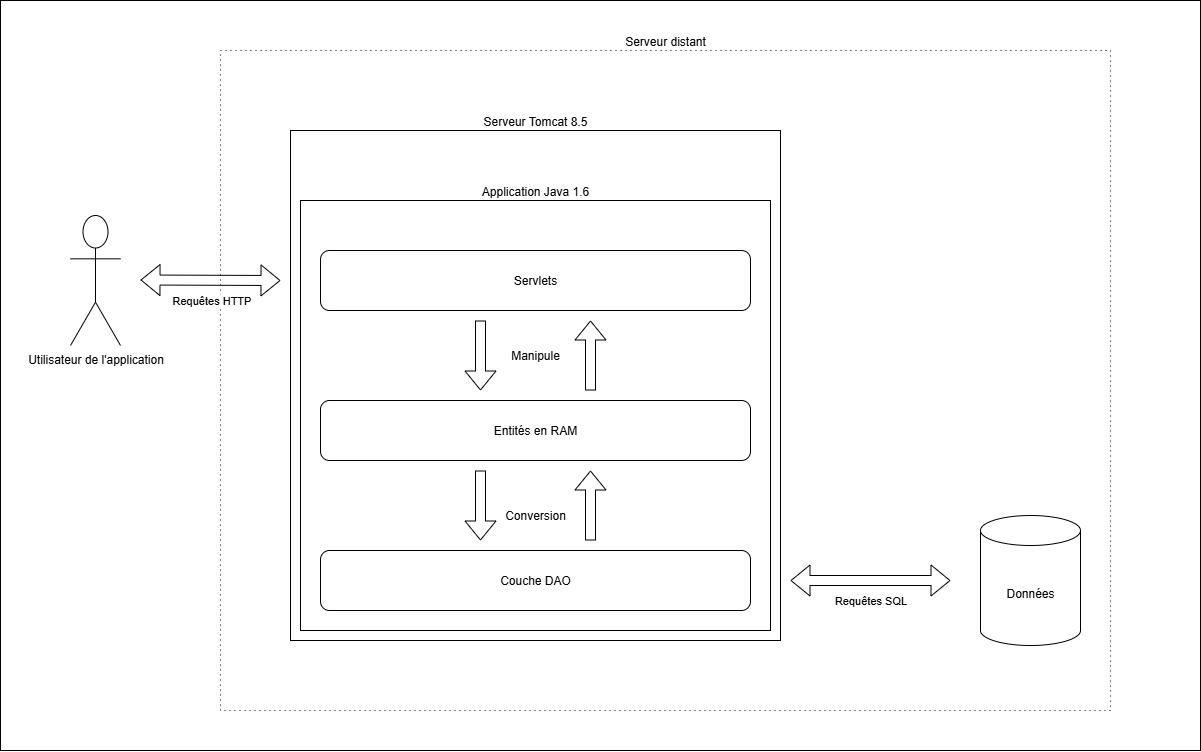 Serveur distant
Serveur Tomcat 8.5
Application Java 1.6
Servlets
Requêtes HTTP
Manipule
Utilisateur de l'application
Entités en RAM
Conversion
Couche DAO
Données
Requêtes SQL